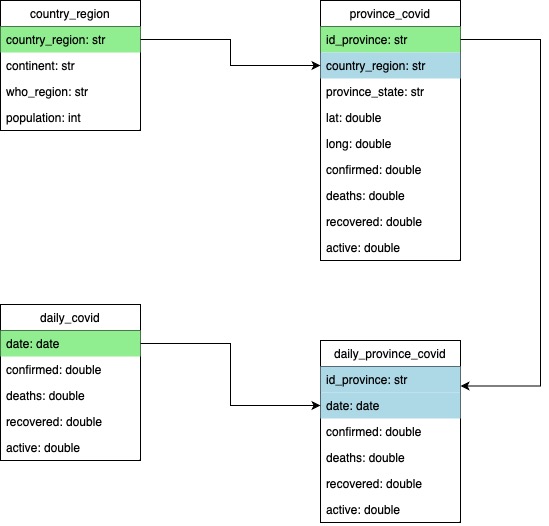 country_region
country_region: str
continent: str
who_region: str
population: int
province_covid
id_province: str
country_region: str
province_state: str
lat: double
long: double
confirmed: double
deaths: double
recovered: double
active: double
daily_covid
date: date
confirmed: double
deaths: double
recovered: double
active: double
daily_province_covid
id_province: str
date: date
confirmed: double
deaths: double
recovered: double
active: double